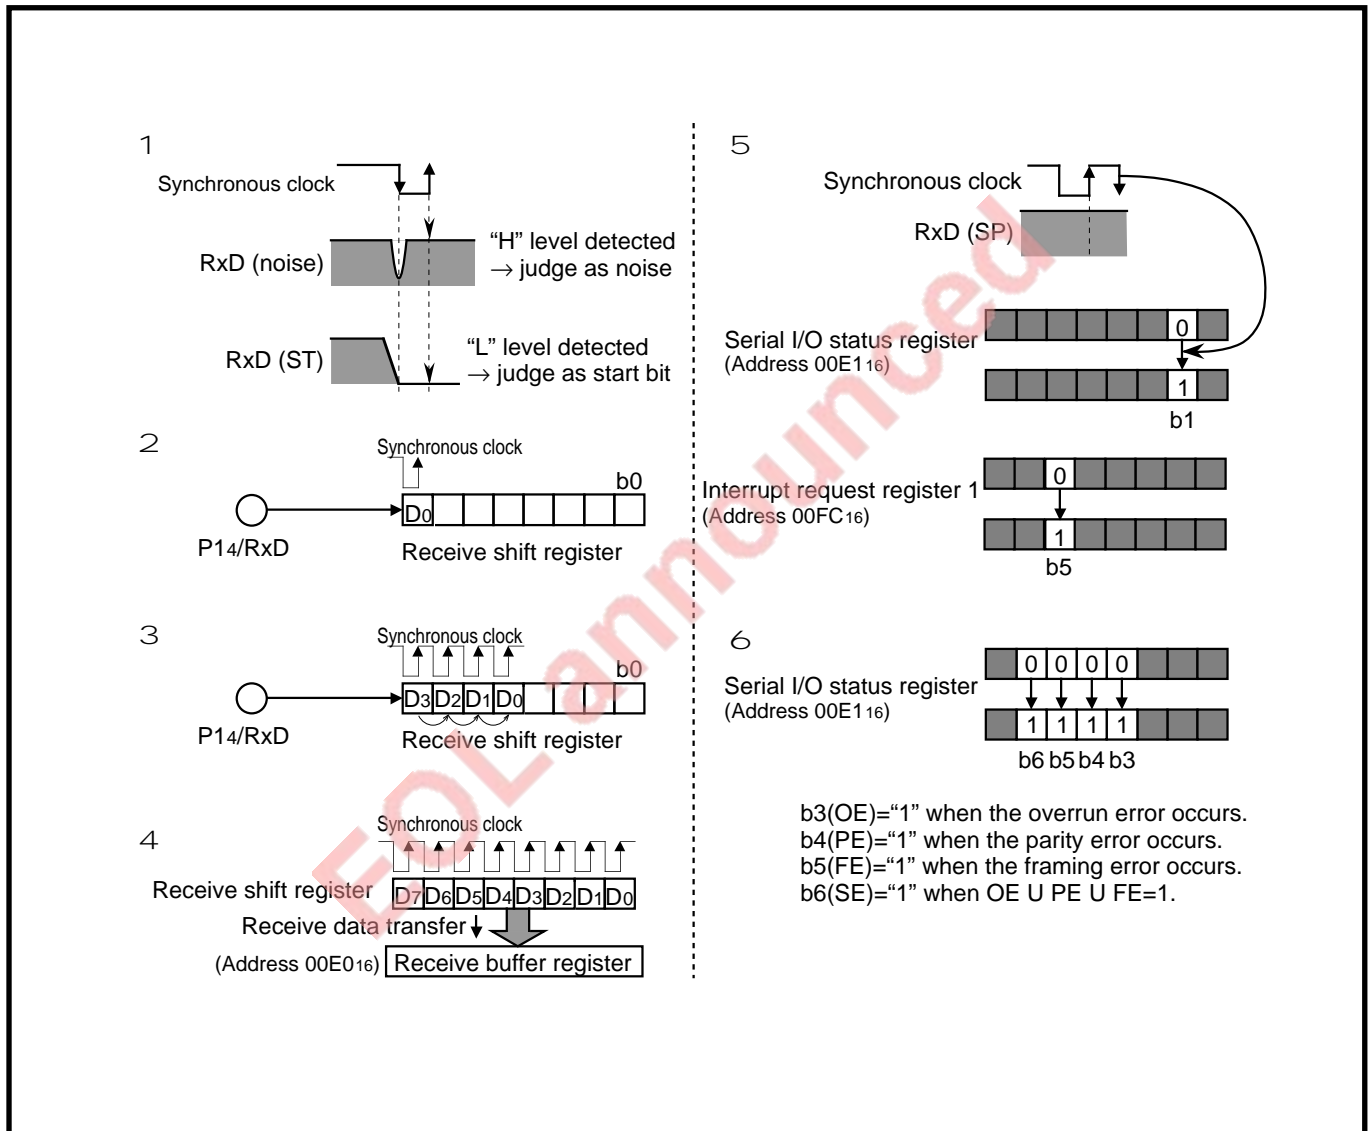 1
Synchronous clock
RxD (noise)
“H” level detected
→ judge as noise
RxD (ST)
“L” level detected
→ judge as start bit
2
Synchronous clock
b0
D0
P14/RxD
Receive shift register
3
Synchronous clock
b0
D3 D2 D1 D0
P14/RxD
Receive shift register
4
Synchronous clock
Receive shift register
D7 D6 D5 D4 D3 D2 D1 D0
Receive data transfer
(Address 00E016)
Receive buffer register
5
Synchronous clock
RxD (SP)
Serial I/O status register
(Address 00E116)
0
1
b1
Interrupt request register 1
(Address 00FC16)
0
1
b5
6
Serial I/O status register
(Address 00E116)
0 0 0 0
1 1 1 1
b6 b5 b4 b3
b3(OE)=“1” when the overrun error occurs.
b4(PE)=“1” when the parity error occurs.
b5(FE)=“1” when the framing error occurs.
b6(SE)=“1” when OE U PE U FE=1.
EOL announced